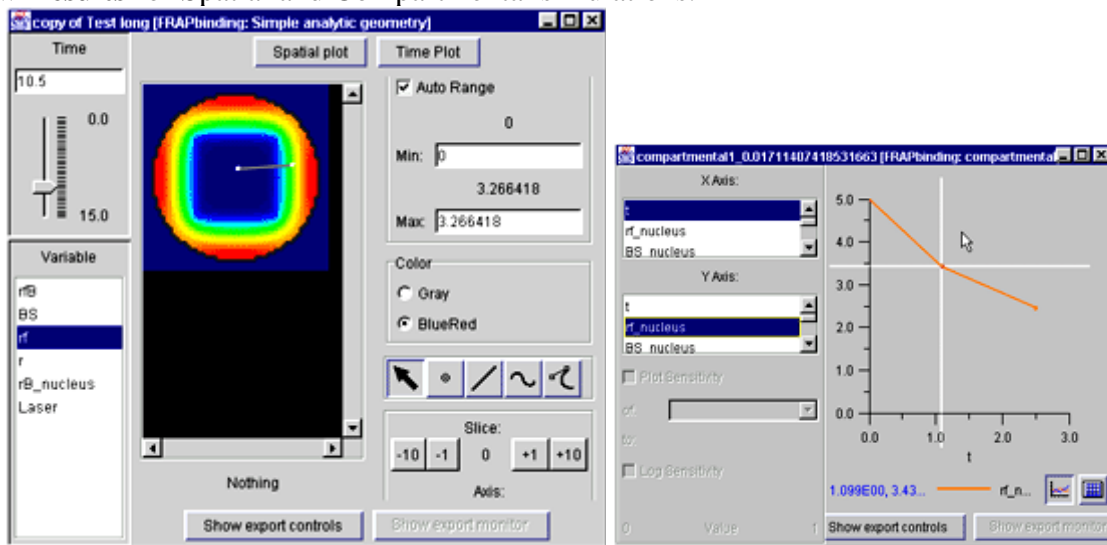 copy of Test long [FRAPbinding: Simple analytic geometry]
Time
10.5
0.0
15.0
Variable
rfB
BS
rf
r
rB_nucleus
Laser
Spatial plot
Time Plot
Nothing
Auto Range
0
Min: 0
3.266418
Max: 3.266418
Color
Gray
BlueRed
Slice:
-10 -1 0 +1 +10
Axis:
Show export controls
Show export monitor
compartmental1_0.01711407418531663 [FRAPbinding: compartmental
X Axis:
t
rf_nucleus
BS_nucleus
Y Axis:
t
rf_nucleus
BS_nucleus
Plot Sensitivity
of:
to:
Log Sensitivity
0 Value 1
5.0
4.0
3.0
2.0
1.0
0.0
0.0 1.0 2.0 3.0
t
1.099E00, 3.43... rf_n...
Show export controls
Show export monitor